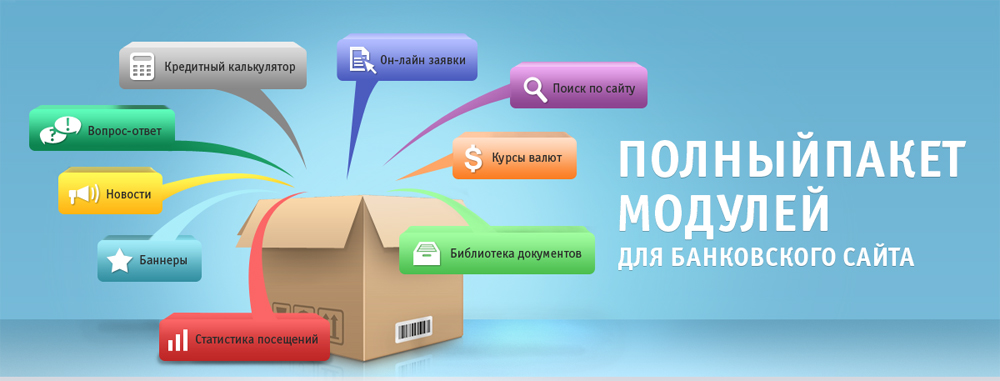 Кредитный калькулятор
Он-лайн заявки
Поиск по сайту
Вопрос-ответ
Курсы валют
Новости
Баннеры
Библиотека документов
Статистика посещений
ПОЛНЫЙПАКЕТ
МОДУЛЕЙ
ДЛЯ БАНКОВСКОГО САЙТА